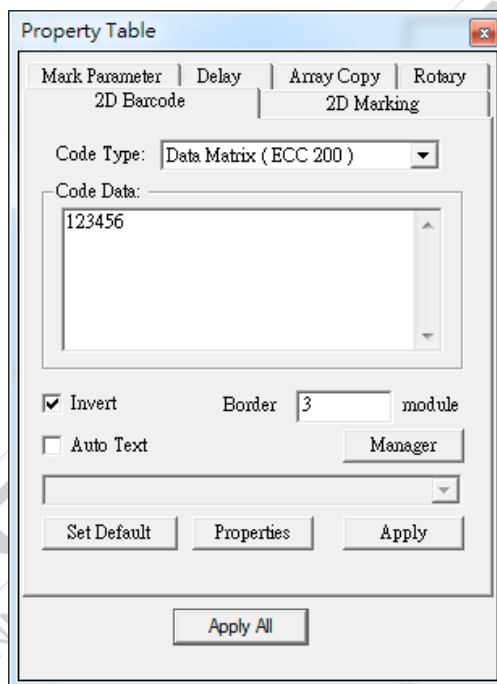 Property Table
Mark Parameter Delay Array Copy Rotary
2D Barcode 2D Marking
Code Type: Data Matrix ( ECC 200 )
Code Data:
123456
Invert Border 3 module
Auto Text Manager
Set Default Properties Apply
Apply All